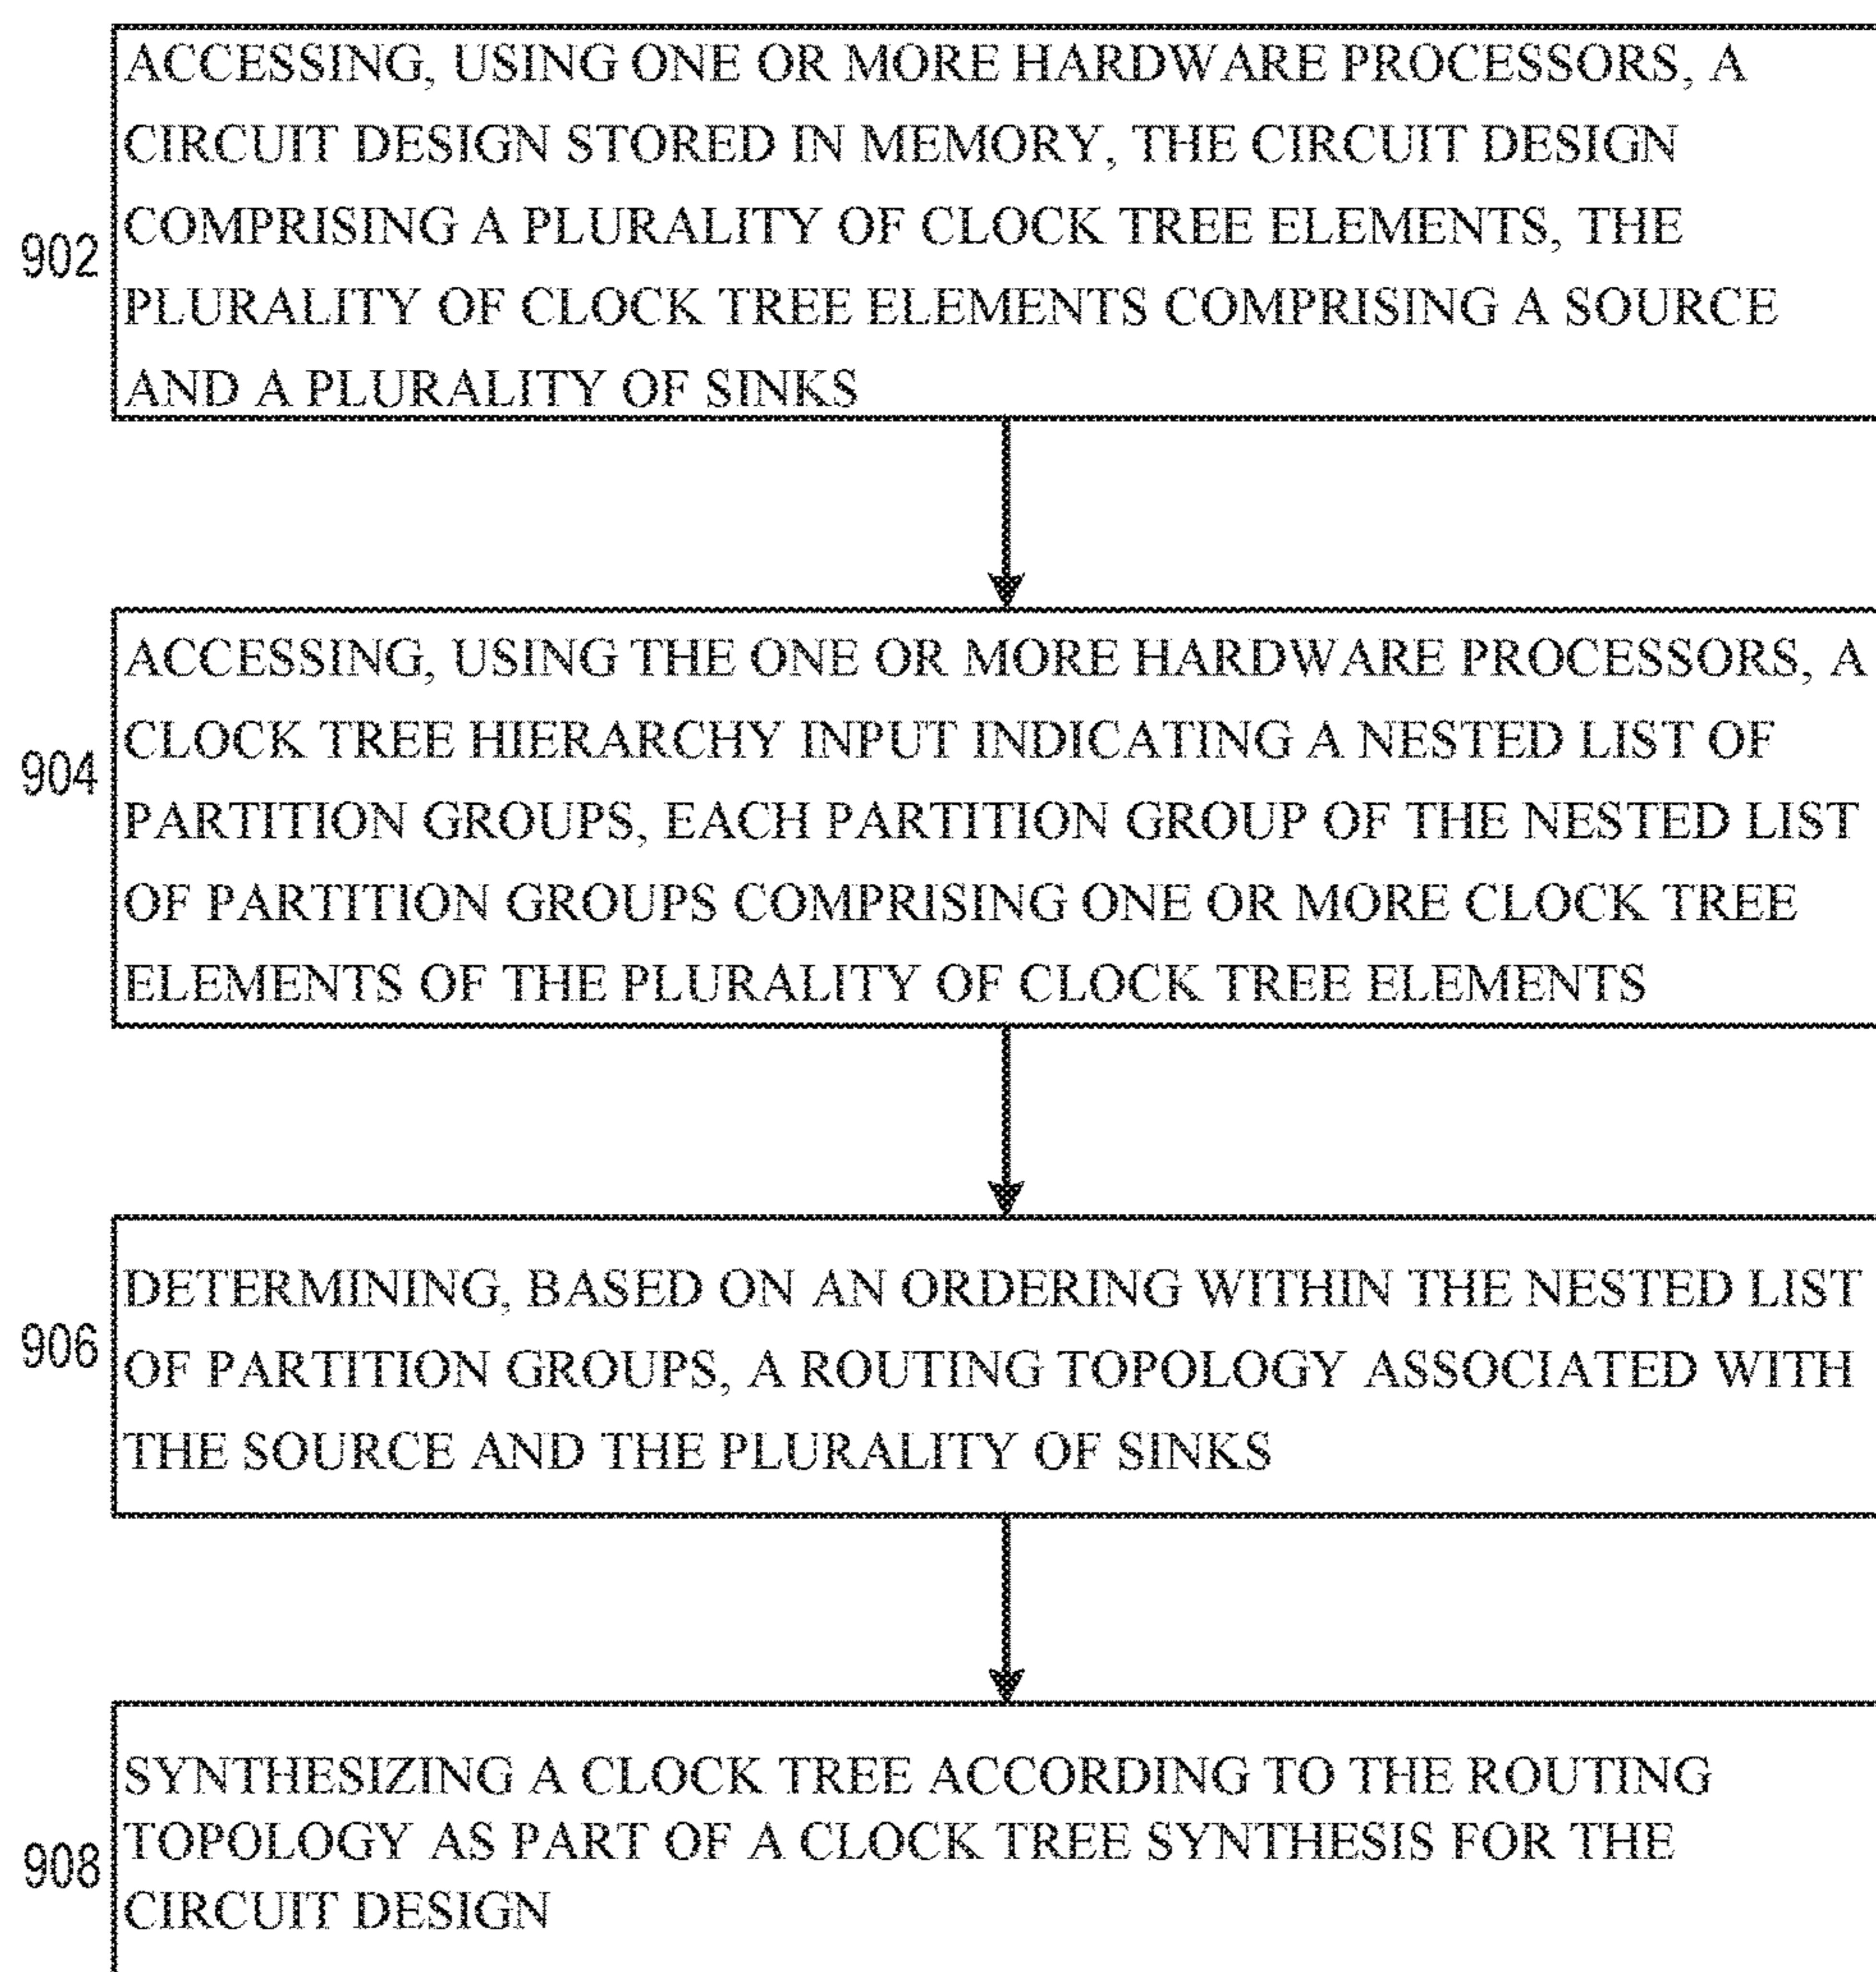 ACCESSING, USING ONE OR MORE HARDWARE PROCESSORS, A
CIRCUIT DESIGN STORED IN MEMORY, THE CIRCUIT DESIGN
902 COMPRISING A PLURALITY OF CLOCK TREE ELEMENTS, THE
PLURALITY OF CLOCK TREE ELEMENTS COMPRISING A SOURCE
AND A PLURALITY OF SINKS
ACCESSING, USING THE ONE OR MORE HARDWARE PROCESSORS, A
CLOCK TREE HIERARCHY INPUT INDICATING A NESTED LIST OF
904 PARTITION GROUPS, EACH PARTITION GROUP OF THE NESTED LIST
OF PARTITION GROUPS COMPRISING ONE OR MORE CLOCK TREE
ELEMENTS OF THE PLURALITY OF CLOCK TREE ELEMENTS
DETERMINING, BASED ON AN ORDERING WITHIN THE NESTED LIST
906 OF PARTITION GROUPS, A ROUTING TOPOLOGY ASSOCIATED WITH
THE SOURCE AND THE PLURALITY OF SINKS
SYNTHESIZING A CLOCK TREE ACCORDING TO THE ROUTING
908 TOPOLOGY AS PART OF A CLOCK TREE SYNTHESIS FOR THE
CIRCUIT DESIGN